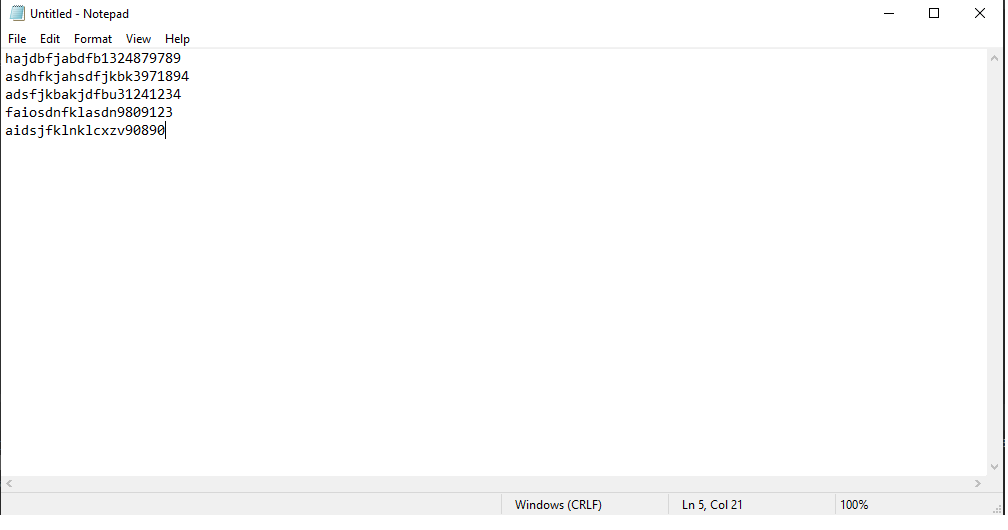 Untitled - Notepad
File Edit Format View Help
hajdbfjabdfb1324879789
asdhfkjahsdfjkbk3971894
adsfjkbakjdfbu31241234
faiosdnfklasdn9809123
aidsjfklnklcxzv90890
Windows (CRLF) Ln 5, Col 21 100%